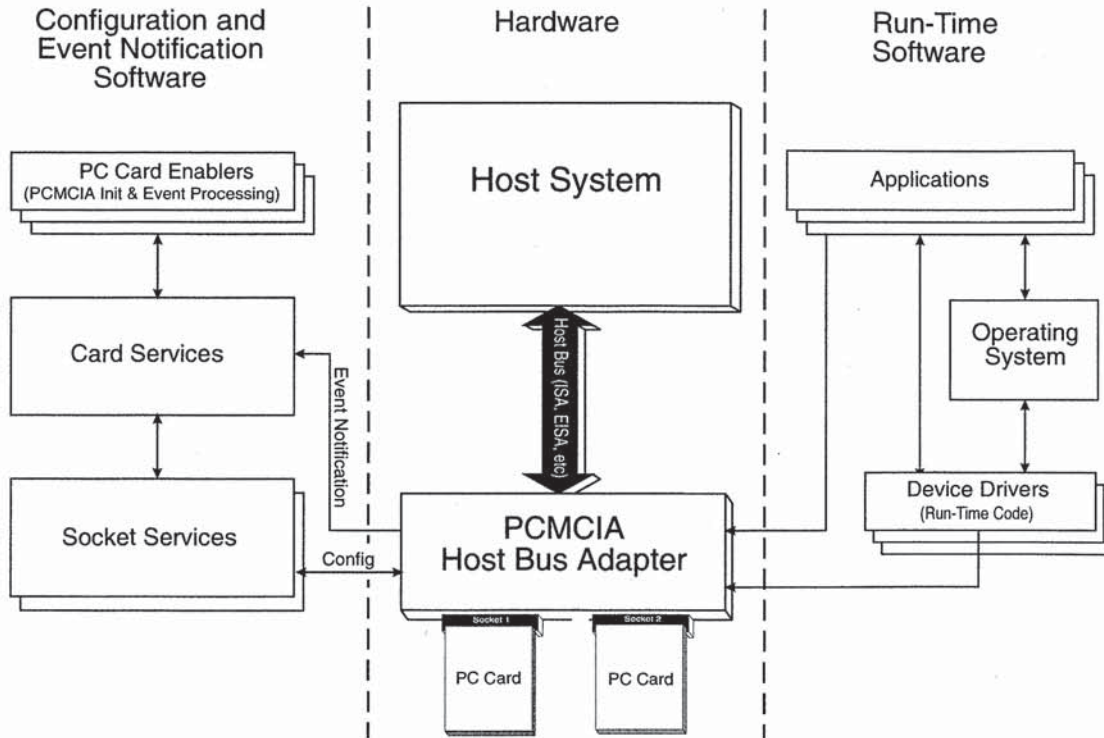 Configuration and
Event Notification
Software
PC Card Enablers
(PCMCIA Init & Event Processing)
Card Services
Socket Services
Event Notification
Config
Hardware
Host System
Host Bus (ISA, EISA, etc)
PCMCIA
Host Bus Adapter
Socket 1
Socket 2
PC Card
PC Card
Run-Time
Software
Applications
Operating
System
Device Drivers
(Run-Time Code)